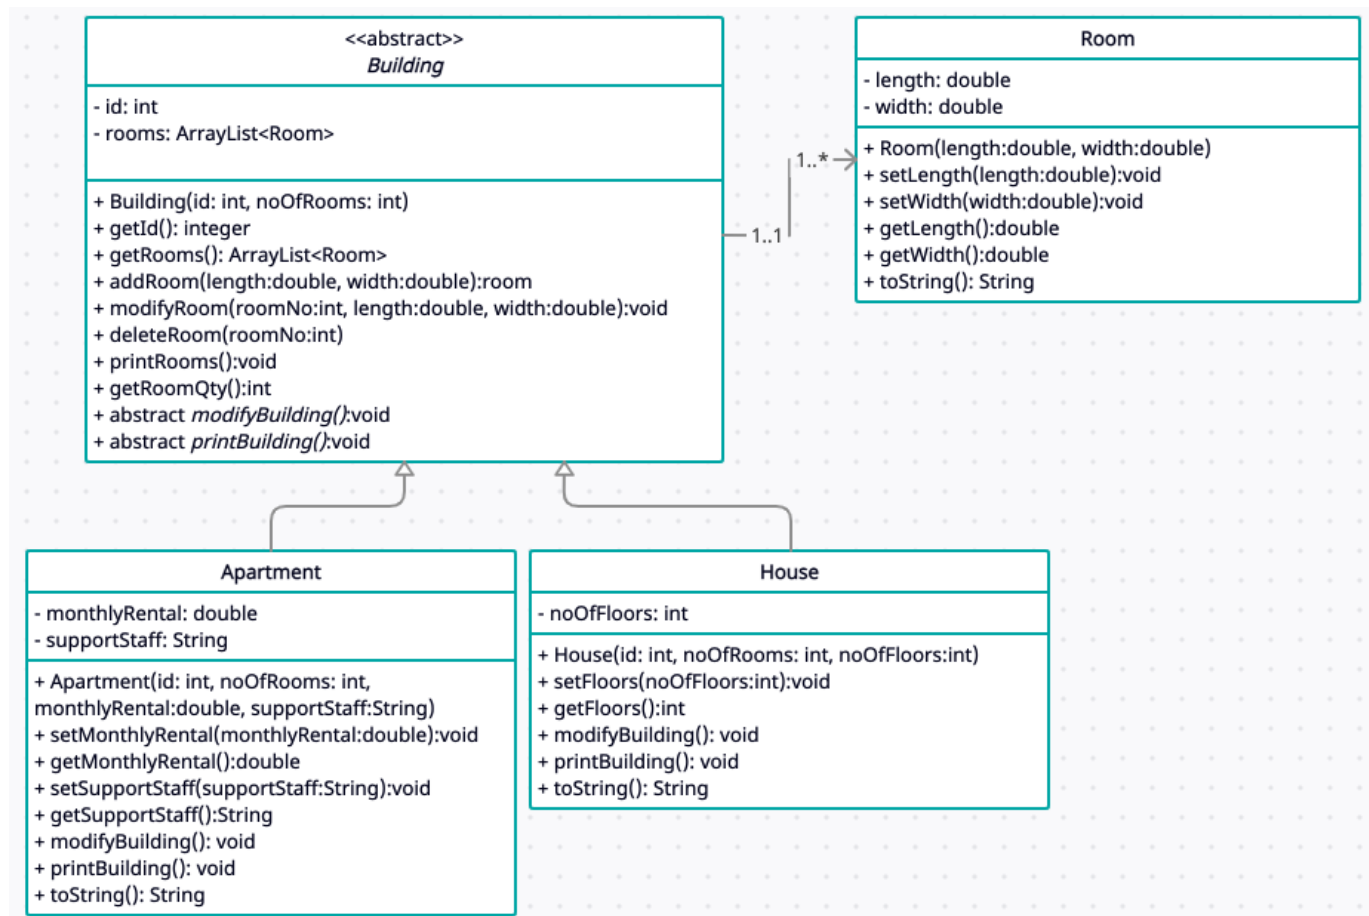 <<abstract>>
Building
- id: int
- rooms: ArrayList<Room>
+ Building(id: int, noOfRooms: int)
+ getId(): integer
+ getRooms(): ArrayList<Room>
+ addRoom(length:double, width:double):room
+ modifyRoom(roomNo:int, length:double, width:double):void
+ deleteRoom(roomNo:int)
+ printRooms():void
+ getRoomQty():int
+ abstract modifyBuilding():void
+ abstract printBuilding():void
1..1
1..*
Room
- length: double
- width: double
+ Room(length:double, width:double)
+ setLength(length:double):void
+ setWidth(width:double):void
+ getLength():double
+ getWidth():double
+ toString(): String
Apartment
- monthlyRental: double
- supportStaff: String
+ Apartment(id: int, noOfRooms: int,
monthlyRental:double, supportStaff:String)
+ setMonthlyRental(monthlyRental:double):void
+ getMonthlyRental():double
+ setSupportStaff(supportStaff:String):void
+ getSupportStaff():String
+ modifyBuilding(): void
+ printBuilding(): void
+ toString(): String
House
- noOfFloors: int
+ House(id: int, noOfRooms: int, noOfFloors:int)
+ setFloors(noOfFloors:int):void
+ getFloors():int
+ modifyBuilding(): void
+ printBuilding(): void
+ toString(): String